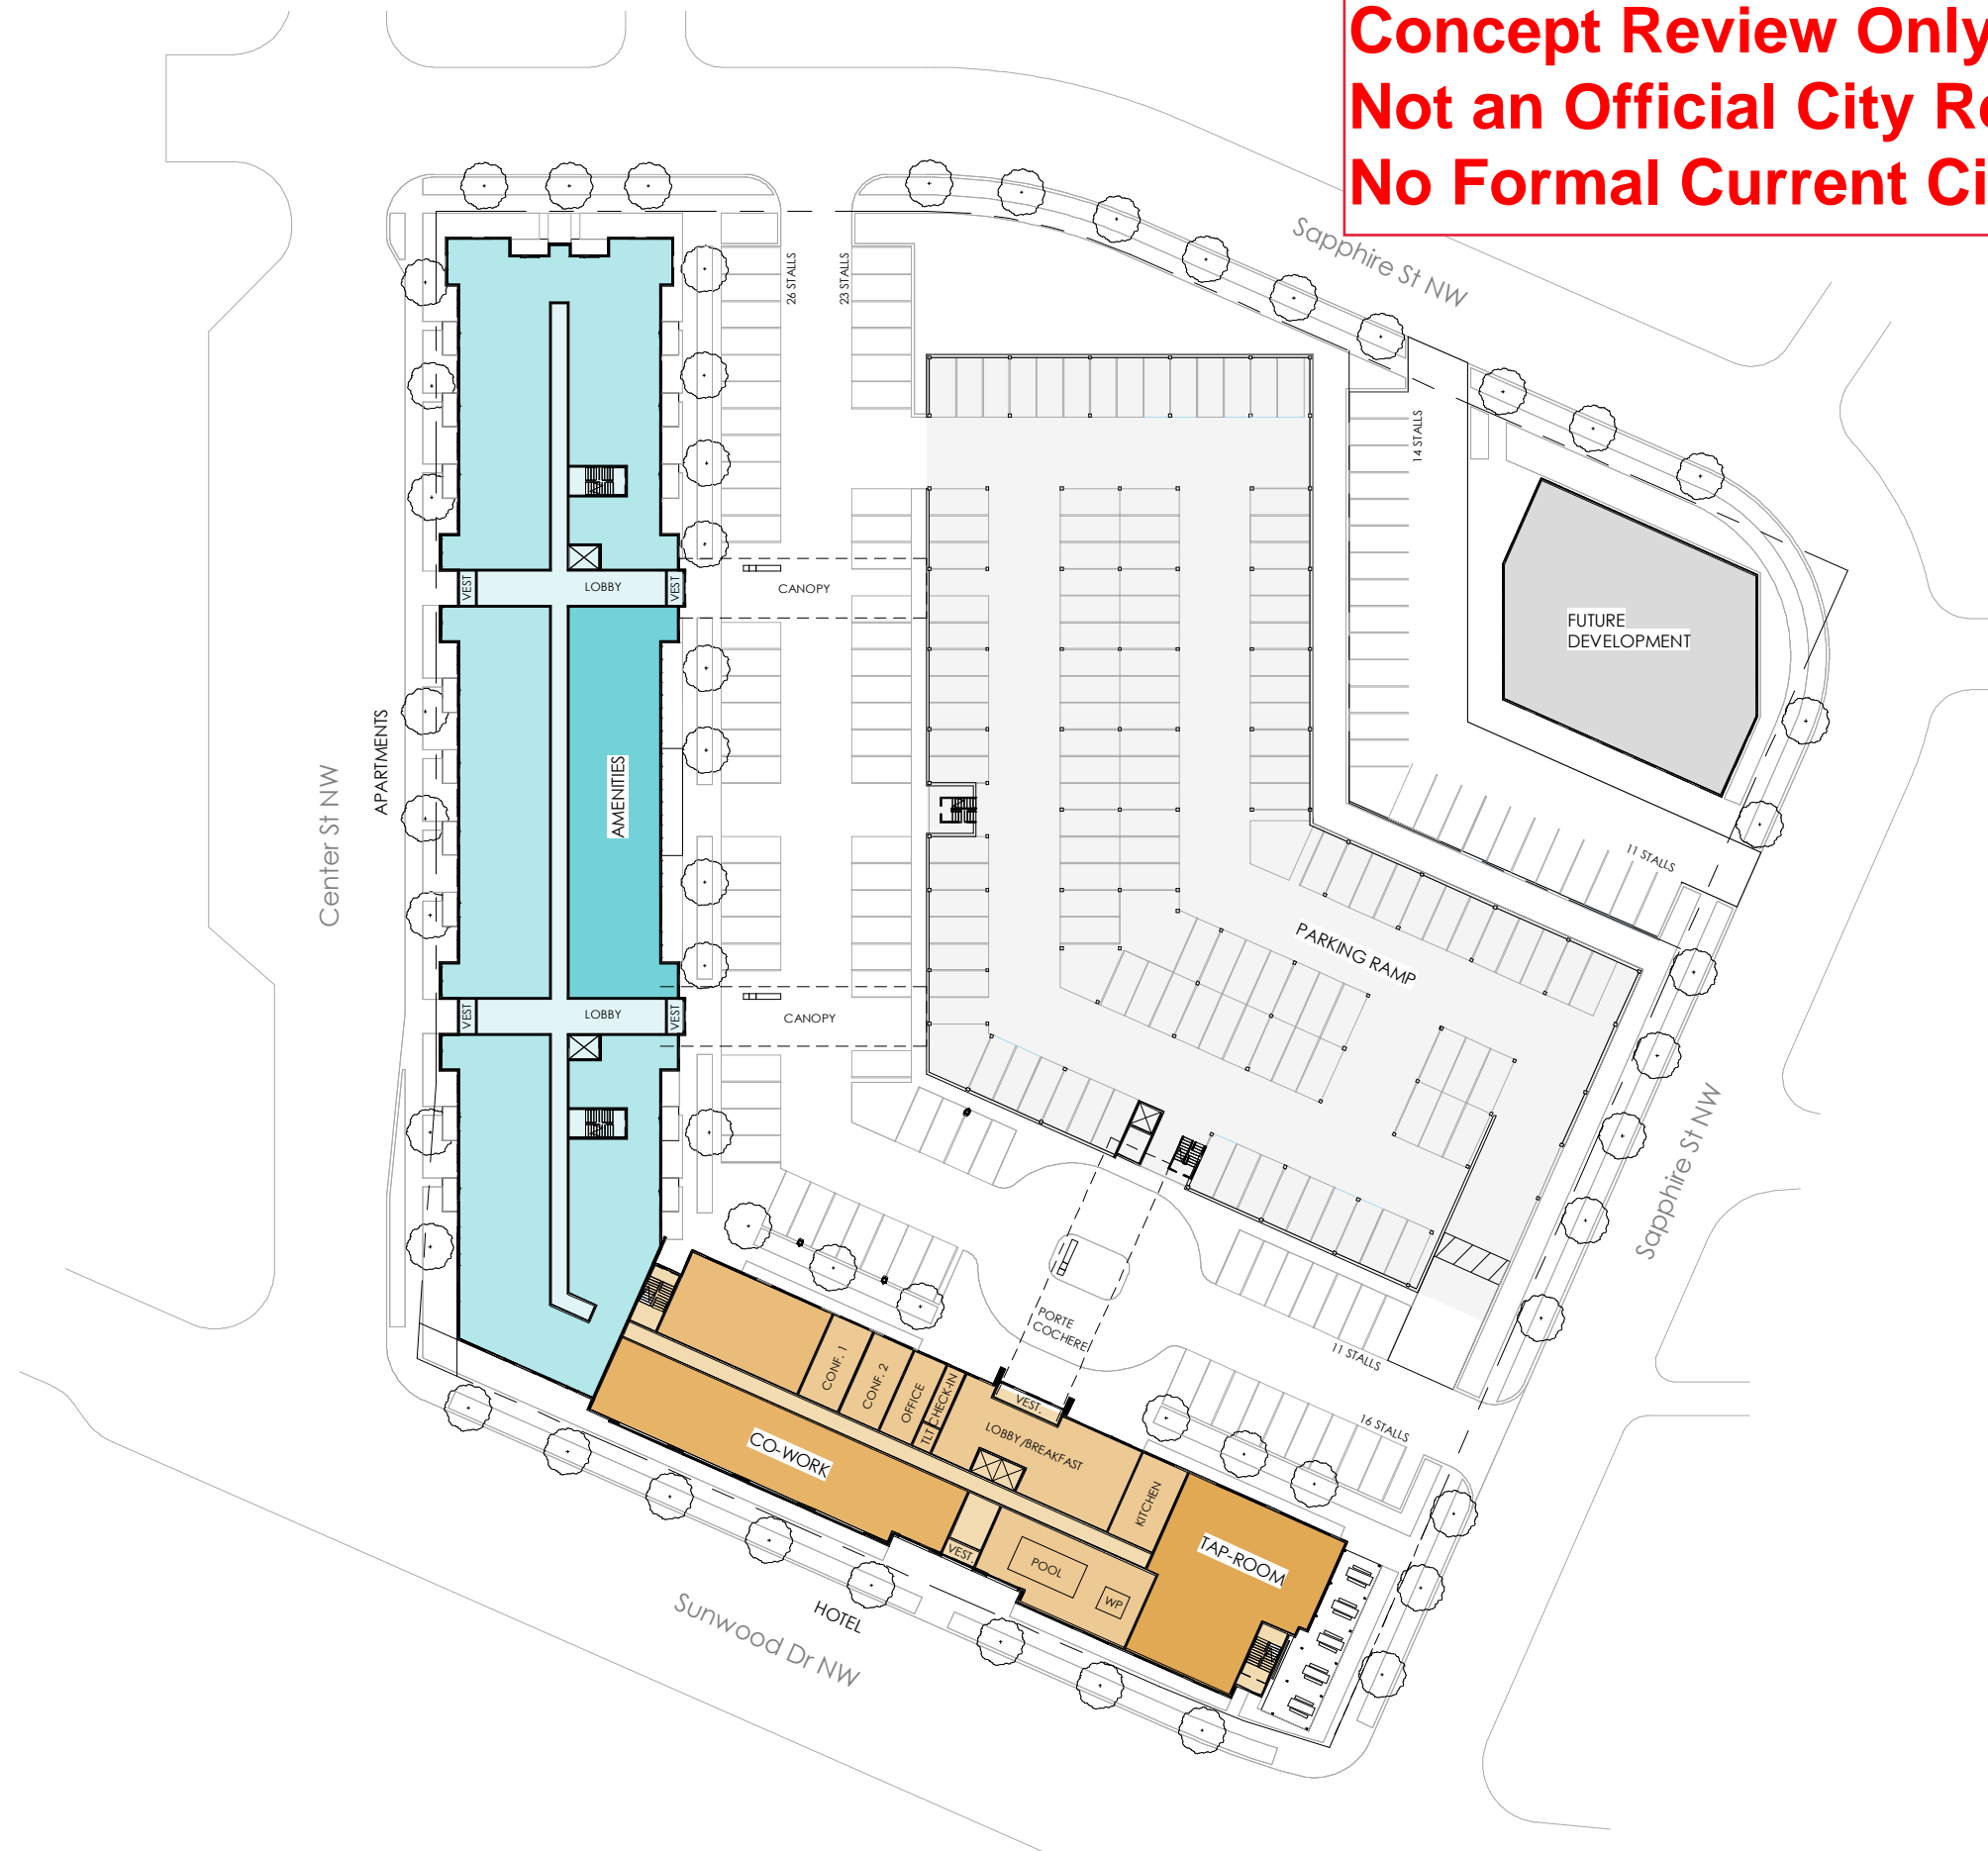 Concept Review Only
Not an Official City Re
No Formal Current Ci
Sapphire St NW
26 STALLS
23 STALLS
14 STALLS
VEST
LOBBY
VEST
CANOPY
FUTURE
DEVELOPMENT
APARTMENTS
Center St NW
AMENITIES
11 STALLS
PARKING RAMP
VEST
LOBBY
VEST
CANOPY
Sapphire St NW
PORTE
COCHERE
11 STALLS
16 STALLS
CONF. 1
CONF. 2
OFFICE
CHECK-IN
TLT
VEST.
LOBBY/BREAKFAST
CO-WORK
KITCHEN
TAP-ROOM
VEST.
POOL
WP
HOTEL
Sunwood Dr NW